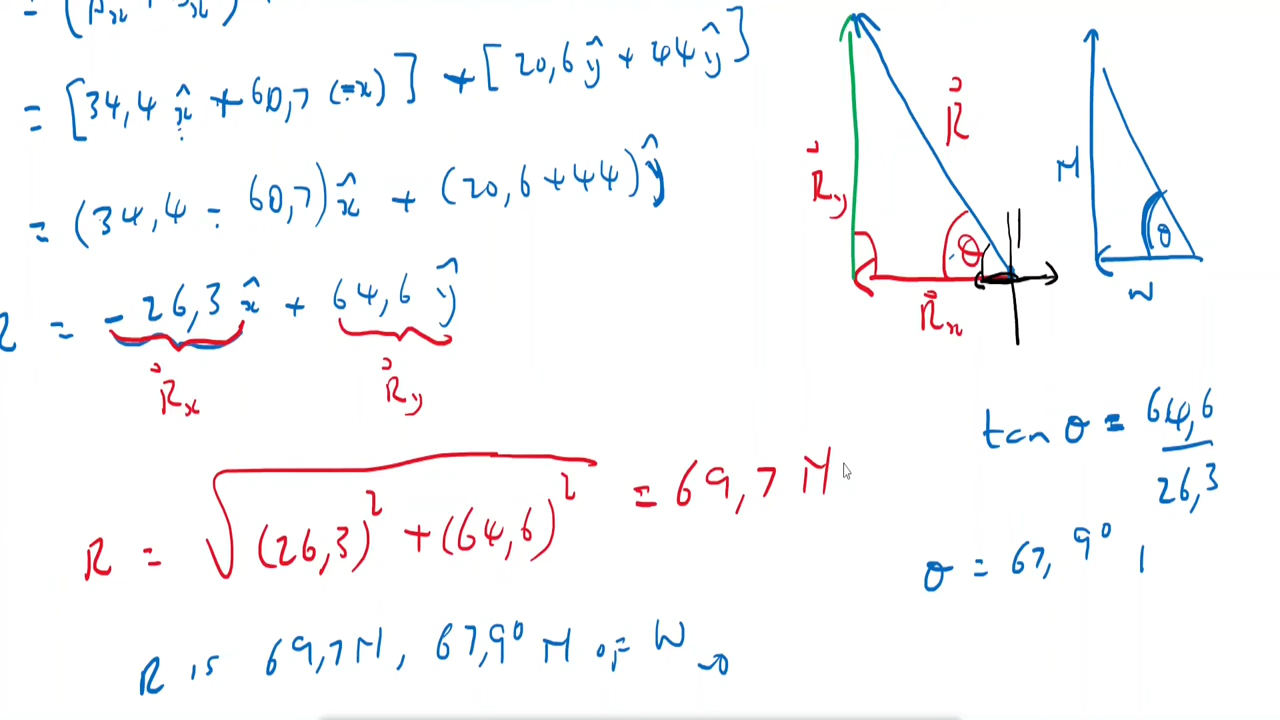 = [34,4 x̂ + 60,7 (-x)] + [20,6 ŷ + 44 ŷ]
= (34,4 - 60,7) x̂ + (20,6 + 44) ŷ
R = -26,3 x̂ + 64,6 ŷ
R⃗x R⃗y
R = √(26,3)² + (64,6)² = 69,7 N
R is 69,7 N, 67,9° N of W
R⃗
R⃗y
θ
R⃗x
N
θ
W
tan θ = 64,6 / 26,3
θ = 67,9°